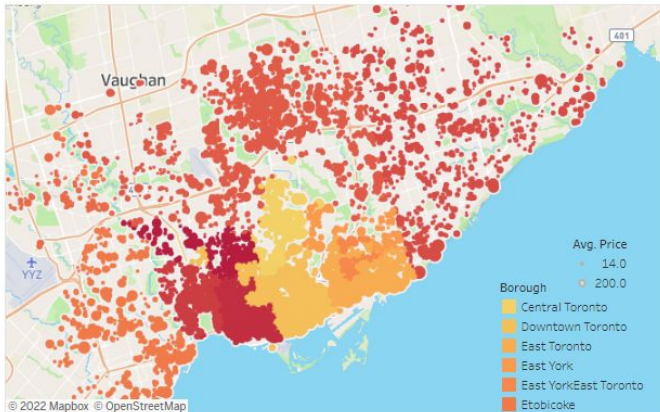 401
Vaughan
4
YYZ
Avg. Price
14.0
200.0
Borough
Central Toronto
Downtown Toronto
East Toronto
East York
East YorkEast Toronto
Etobicoke
© 2022 Mapbox © OpenStreetMap